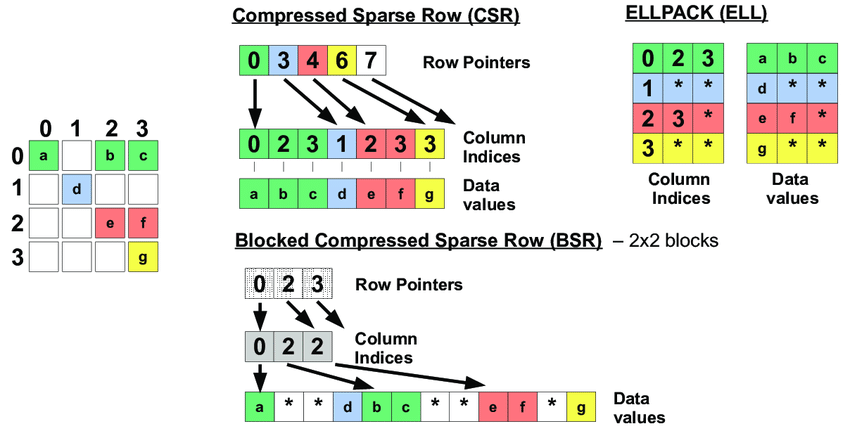 Compressed Sparse Row (CSR)
0 3 4 6 7
Row Pointers
0 2 3 1 2 3 3
Column
Indices
a b c d e f g
Data
values
ELLPACK (ELL)
0 2 3
1 * *
2 3 *
3 * *
Column
Indices
a b c
d * *
e f *
g * *
Data
values
0 1 2 3
0 a b c
1 d
2 e f
3 g
Blocked Compressed Sparse Row (BSR) – 2x2 blocks
0 2 3
Row Pointers
0 2 2
Column
Indices
a * * d b c * * e f * g
Data
values